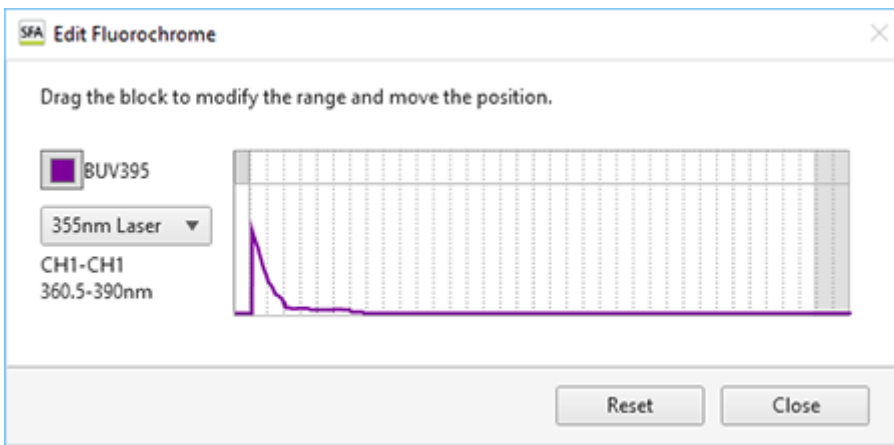 SFA Edit Fluorochrome
Drag the block to modify the range and move the position.
BUV395
355nm Laser
CH1-CH1
360.5-390nm
Reset
Close